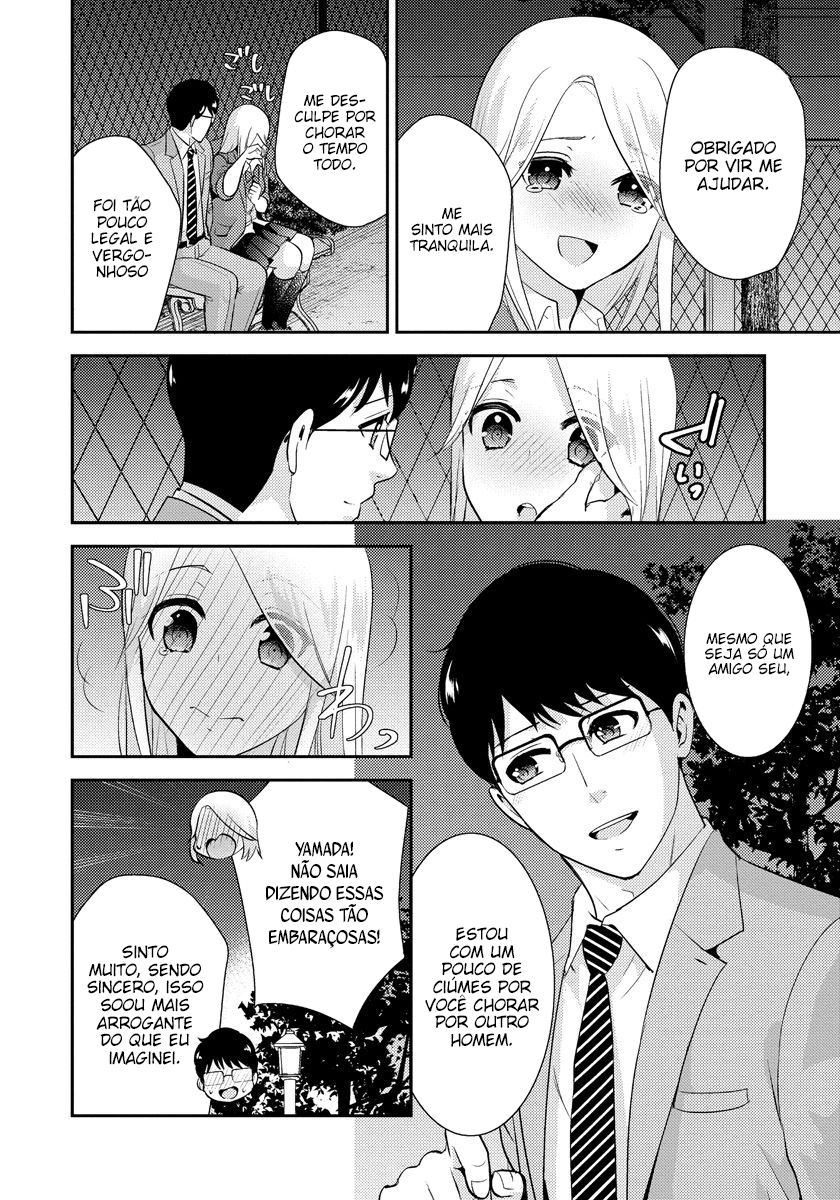 OBRIGADO
POR VIR ME
AJUDAR.
ME
SINTO MAIS
TRANQUILA.
ME DES-
CULPE POR
CHORAR
O TEMPO
TODO.
ごしごし
FOI TÃO
POUCO
LEGAL E
VERGO-
NHOSO
ぐいっ
MESMO QUE
SEJA SÓ UM
AMIGO SEU,
ESTOU
COM UM
POUCO DE
CIÚMES POR
VOCÊ CHORAR
POR OUTRO
HOMEM.
YAMADA!
NÃO SAIA
DIZENDO ESSAS
COISAS TÃO
EMBARAÇOSAS!
SINTO
MUITO, SENDO
SINCERO, ISSO
SOOU MAIS
ARROGANTE
DO QUE EU
IMAGINEI.